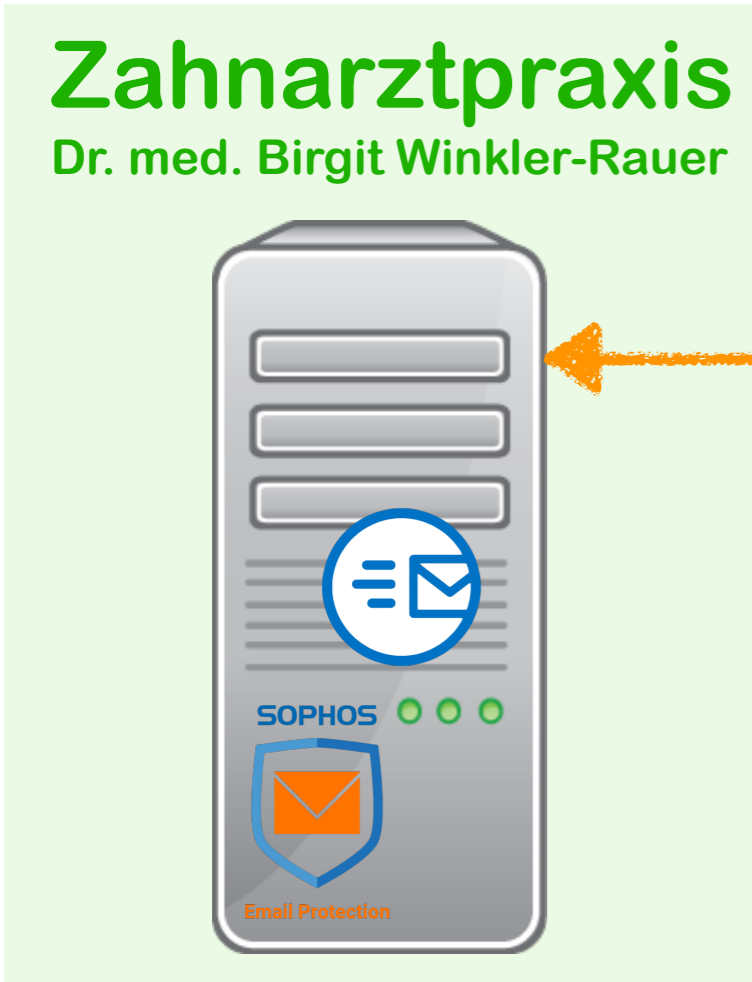 Zahnarztpraxis
Dr. med. Birgit Winkler-Rauer
SOPHOS
Email Protection